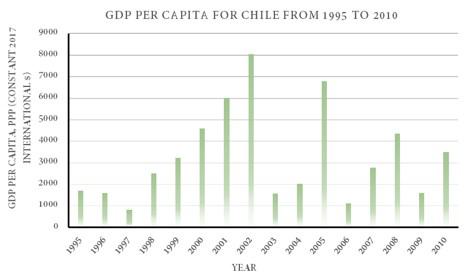 GDP PER CAPITA FOR CHILE FROM 1995 TO 2010
GDP PER CAPITA, PPP (CONSTANT 2017
INTERNATIONAL $)
9000
8000
7000
6000
5000
4000
3000
2000
1000
0
1995 1996 1997 1998 1999 2000 2001 2002 2003 2004 2005 2006 2007 2008 2009 2010
YEAR